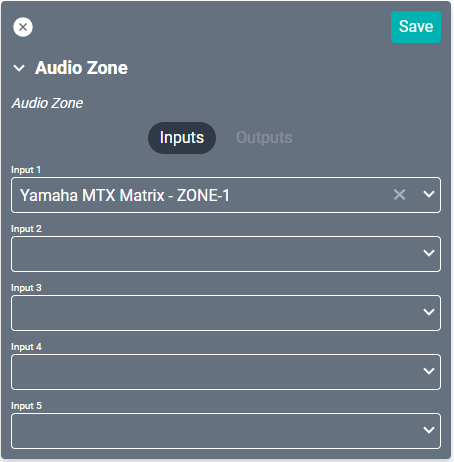 Save
Audio Zone
Audio Zone
Inputs Outputs
Input 1
Yamaha MTX Matrix - ZONE-1
Input 2
Input 3
Input 4
Input 5